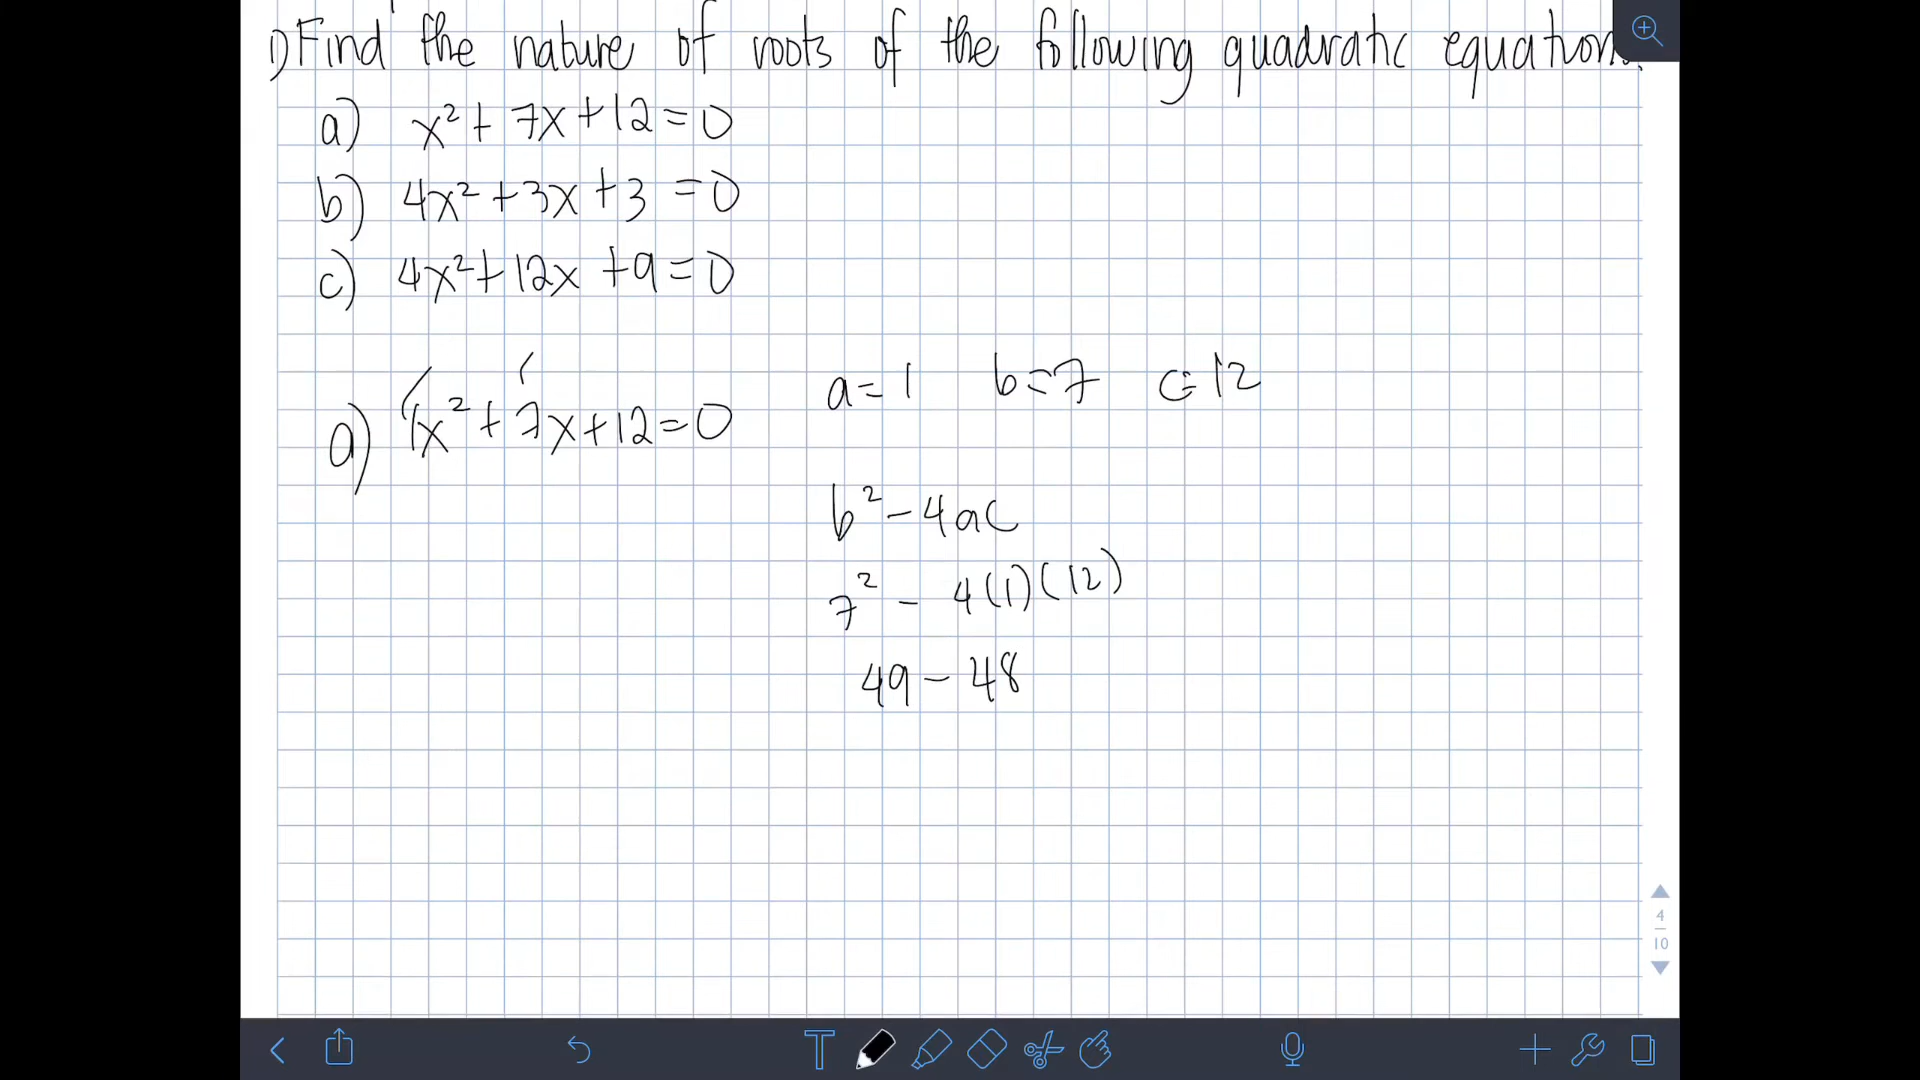 1) Find the nature of roots of the following quadratic equations.
a) x² + 7x + 12 = 0
b) 4x² + 3x + 3 = 0
c) 4x² + 12x + 9 = 0
a) 1x² + 7x + 12 = 0
a = 1 b = 7 c = 12
b² - 4ac
7² - 4(1)(12)
49 - 48
4
10
T